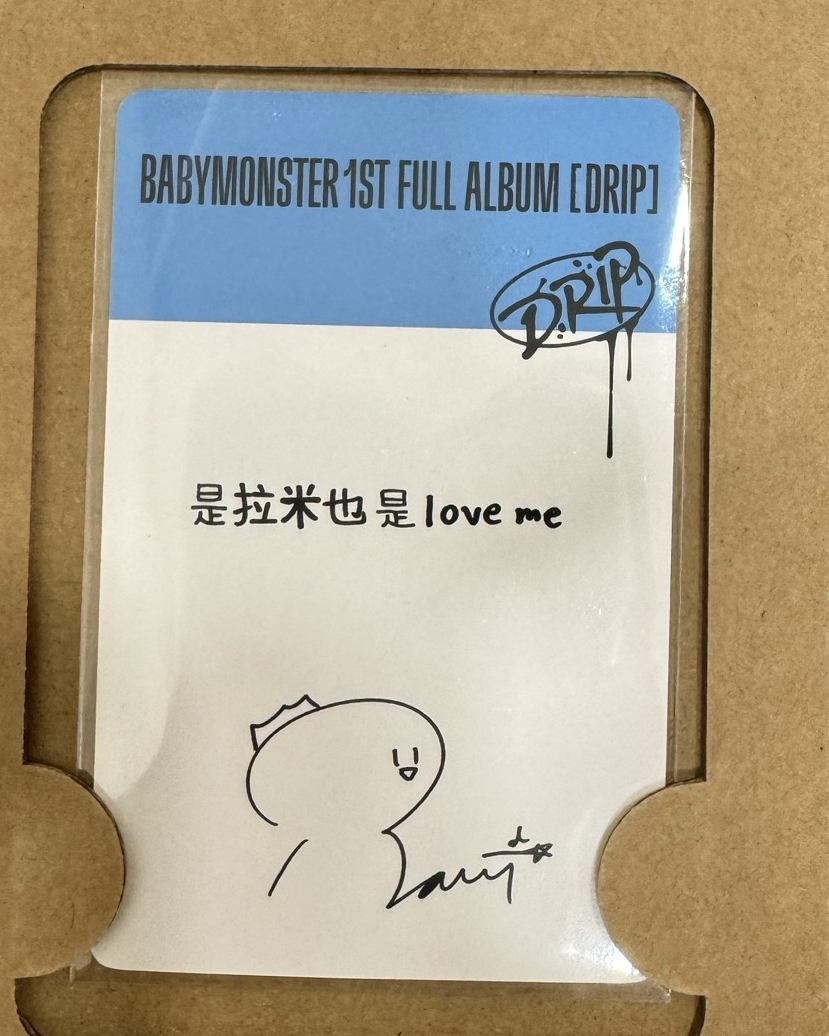 BABYMONSTER 1ST FULL ALBUM [DRIP]
DRIP
是拉米也是love me